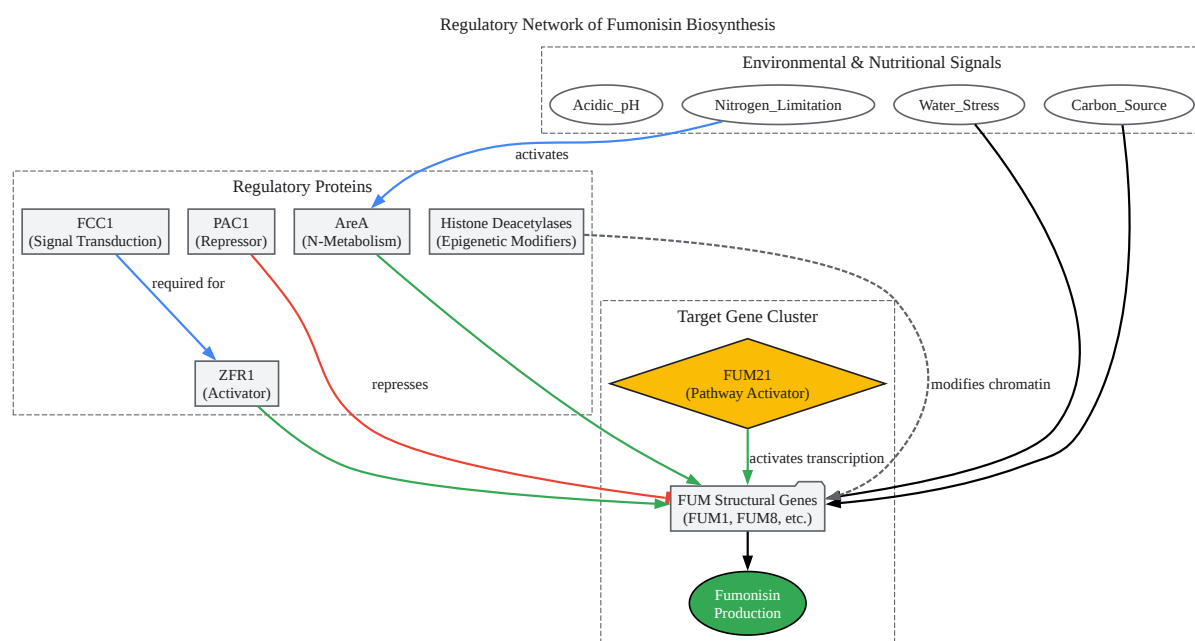 Regulatory Network of Fumonisin Biosynthesis
Environmental & Nutritional Signals
Acidic_pH
Nitrogen_Limitation
Water_Stress
Carbon_Source
activates
Regulatory Proteins
FCC1
(Signal Transduction)
PAC1
(Repressor)
AreA
(N-Metabolism)
Histone Deacetylases
(Epigenetic Modifiers)
required for
ZFR1
(Activator)
represses
Target Gene Cluster
FUM21
(Pathway Activator)
modifies chromatin
activates transcription
FUM Structural Genes
(FUM1, FUM8, etc.)
Fumonisin
Production